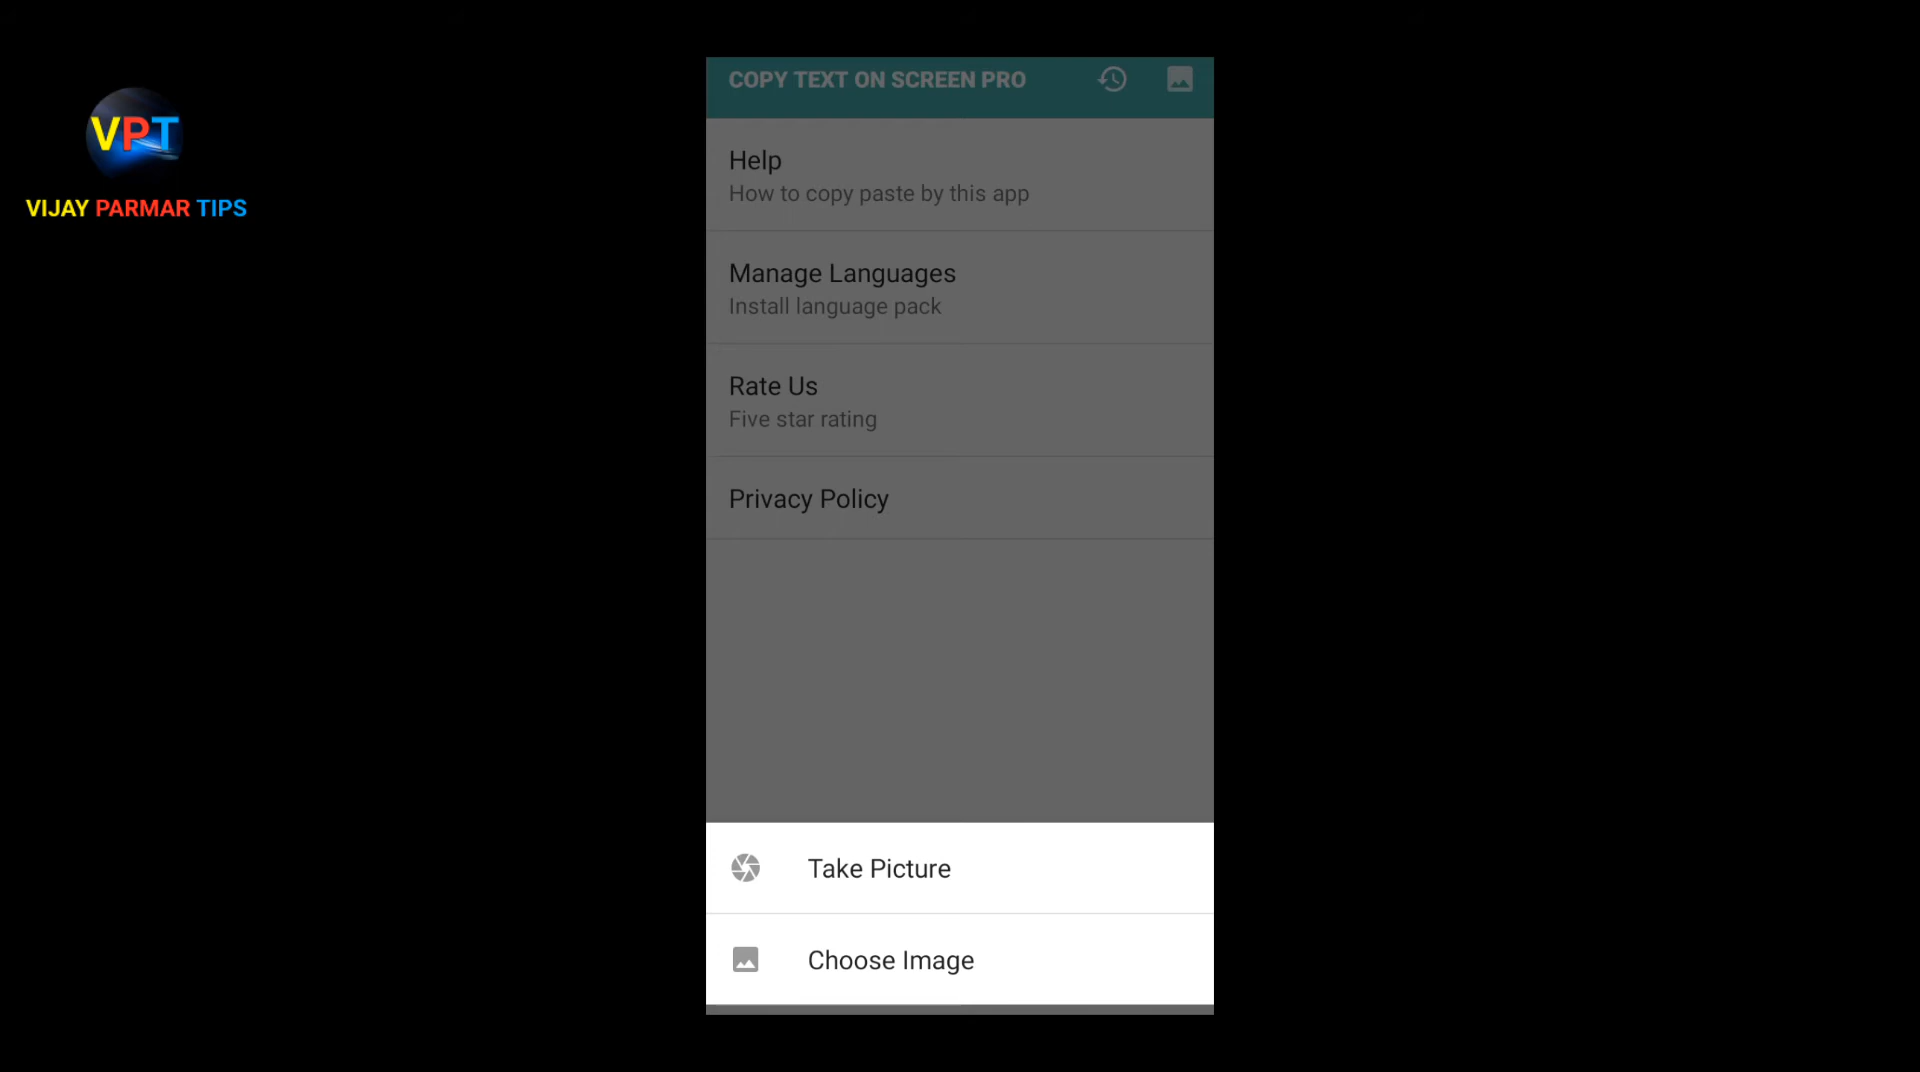 VPT
VIJAY PARMAR TIPS
COPY TEXT ON SCREEN PRO
Help
How to copy paste by this app
Manage Languages
Install language pack
Rate Us
Five star rating
Privacy Policy
Take Picture
Choose Image